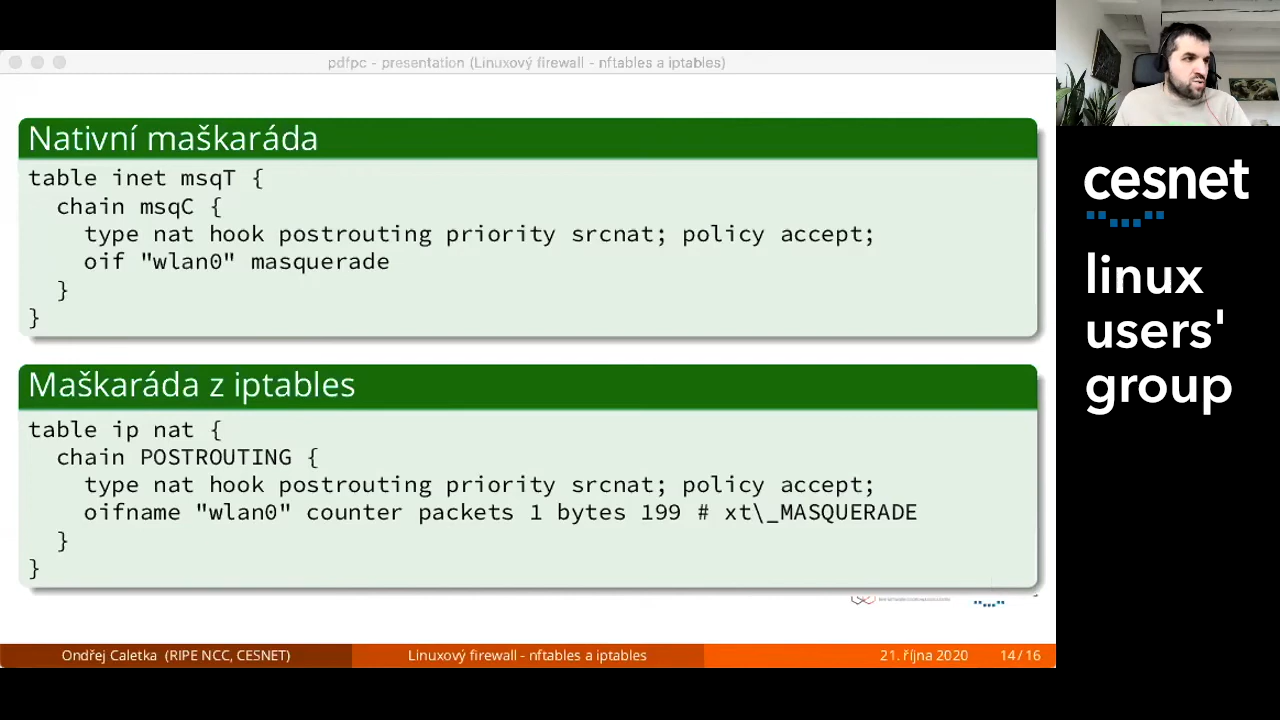 pdfpc - presentation (Linuxový firewall - nftables a iptables)
Nativní maškaráda
table inet msqT {
chain msqC {
type nat hook postrouting priority srcnat; policy accept;
oif "wlan0" masquerade
}
}
Maškaráda z iptables
table ip nat {
chain POSTROUTING {
type nat hook postrouting priority srcnat; policy accept;
oifname "wlan0" counter packets 1 bytes 199 # xt\_MASQUERADE
}
}
Ondřej Caletka (RIPE NCC, CESNET)
Linuxový firewall - nftables a iptables
21. října 2020
14 / 16
cesnet
linux
users'
group